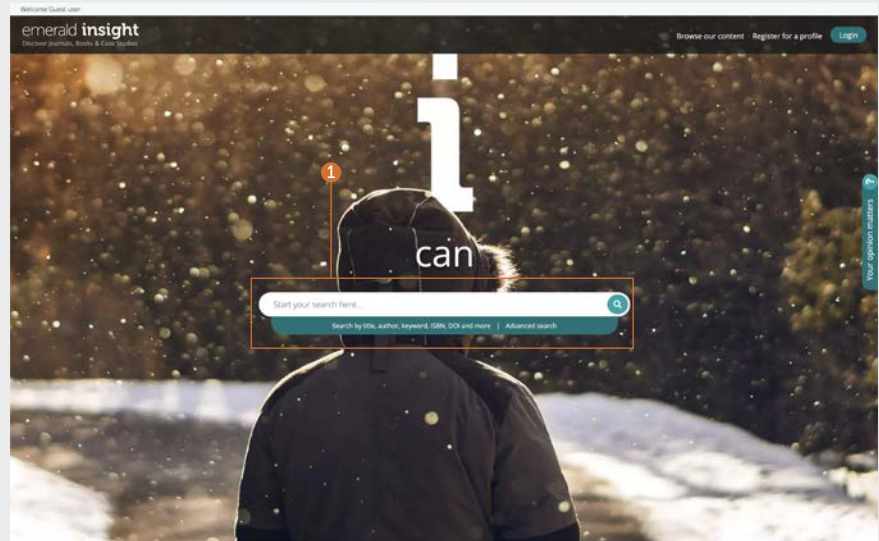 Welcome Guest user
emerald insight
Discover Journals, Books & Case Studies
Browse our content Register for a profile Login
i
1
can
Start your search here...
Search by title, author, keyword, ISBN, DOI and more | Advanced search
Your opinion matters ?